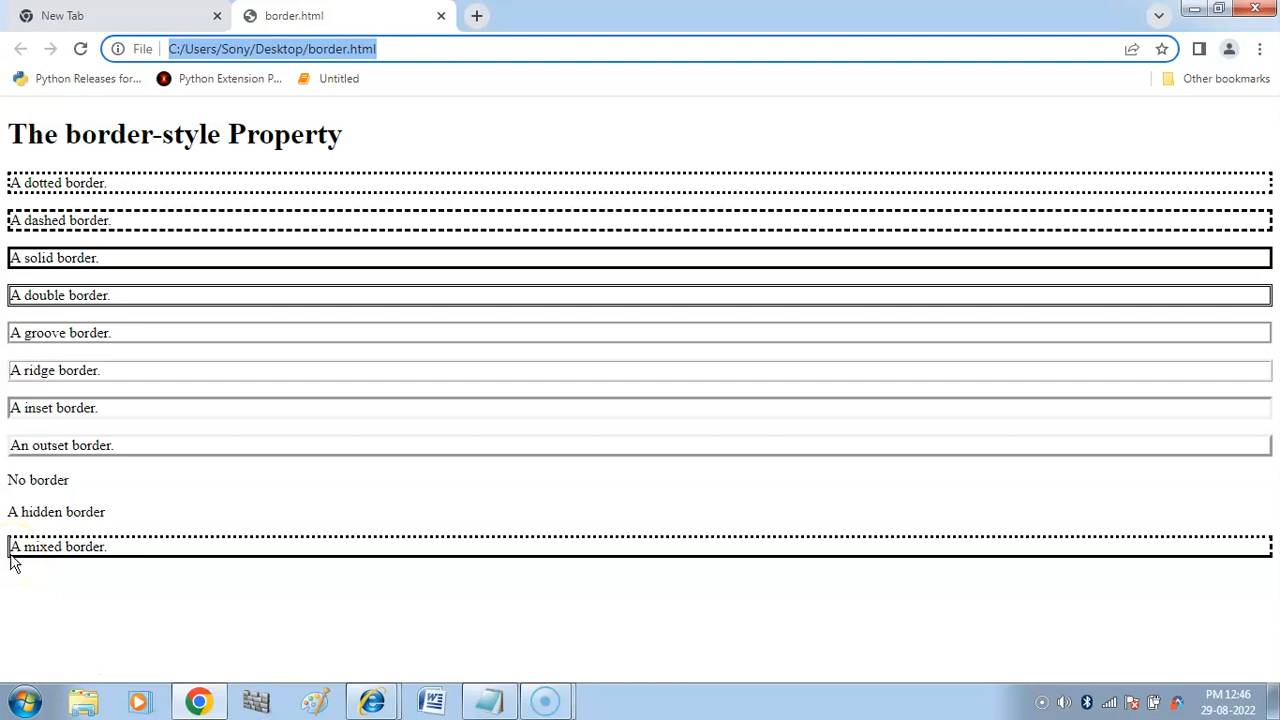 New Tab
border.html
File
C:/Users/Sony/Desktop/border.html
Python Releases for...
Python Extension P...
Untitled
Other bookmarks
The border-style Property
A dotted border.
A dashed border.
A solid border.
A double border.
A groove border.
A ridge border.
A inset border.
An outset border.
No border
A hidden border
A mixed border.
PM 12:46
29-08-2022